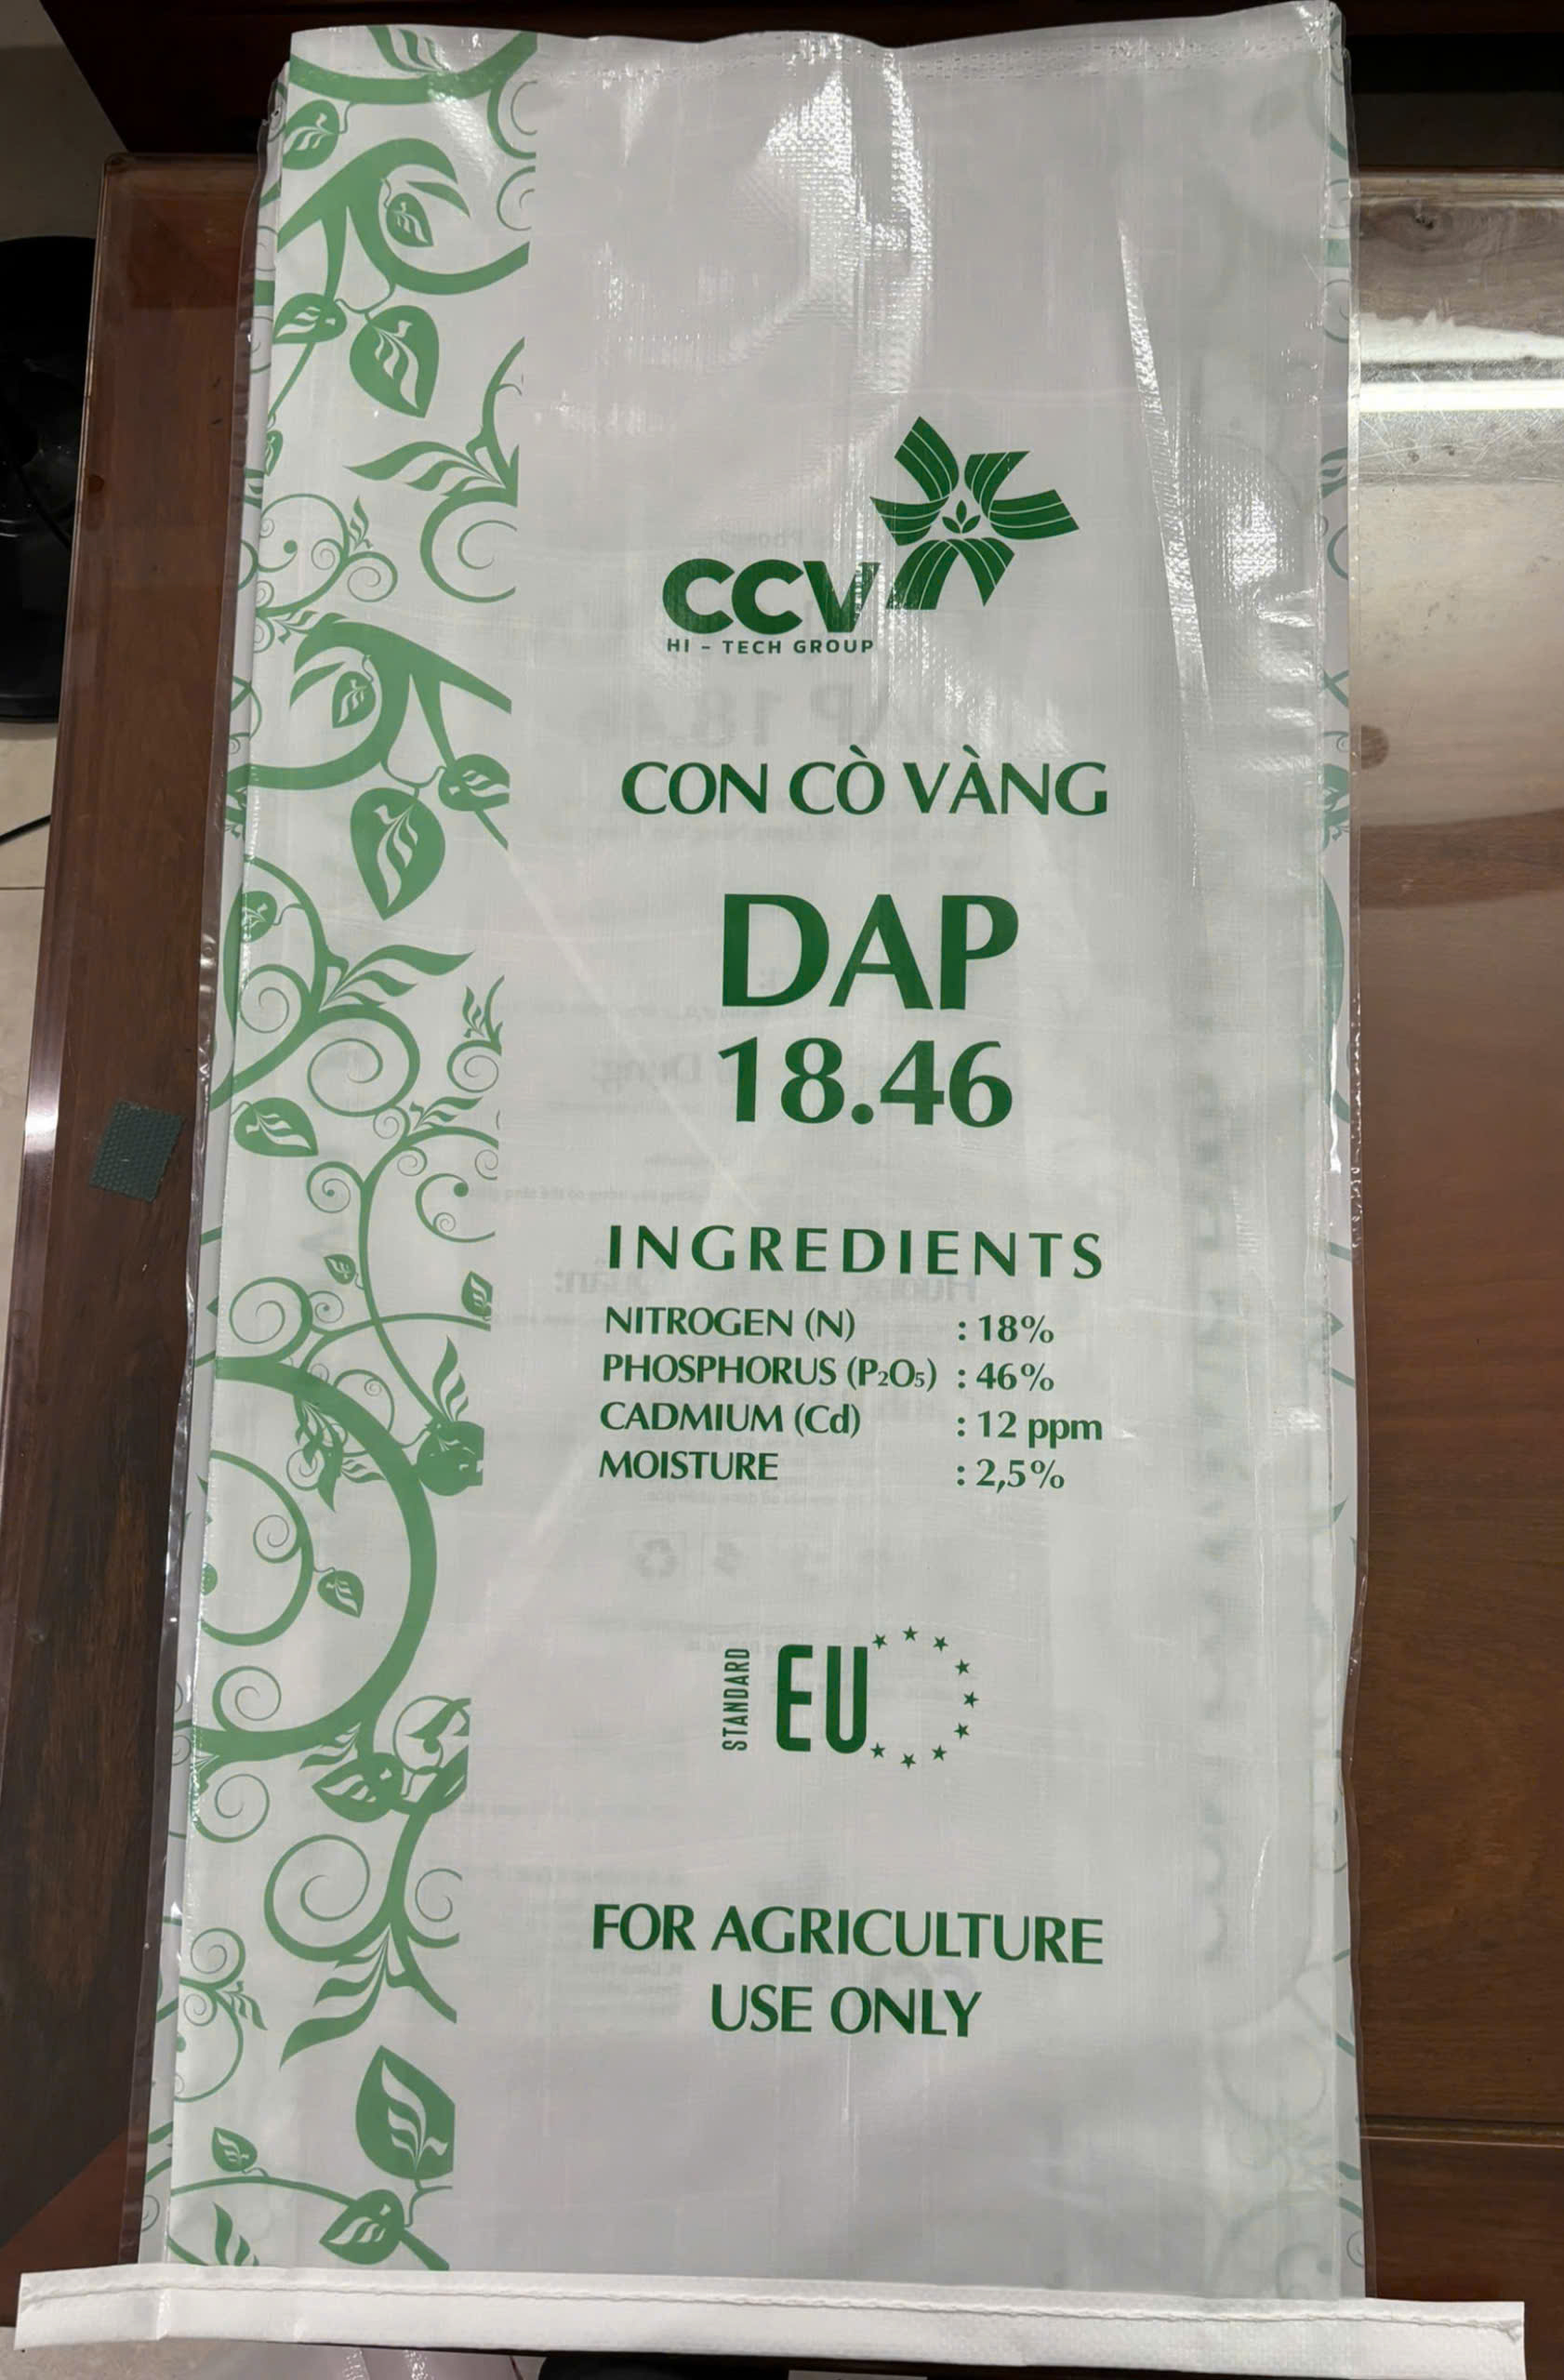 CCV
HI - TECH GROUP
CON CÒ VÀNG
DAP
18.46
INGREDIENTS
NITROGEN (N) : 18%
PHOSPHORUS (P₂O₅) : 46%
CADMIUM (Cd) : 12 ppm
MOISTURE : 2,5%
STANDARD
EU
FOR AGRICULTURE
USE ONLY